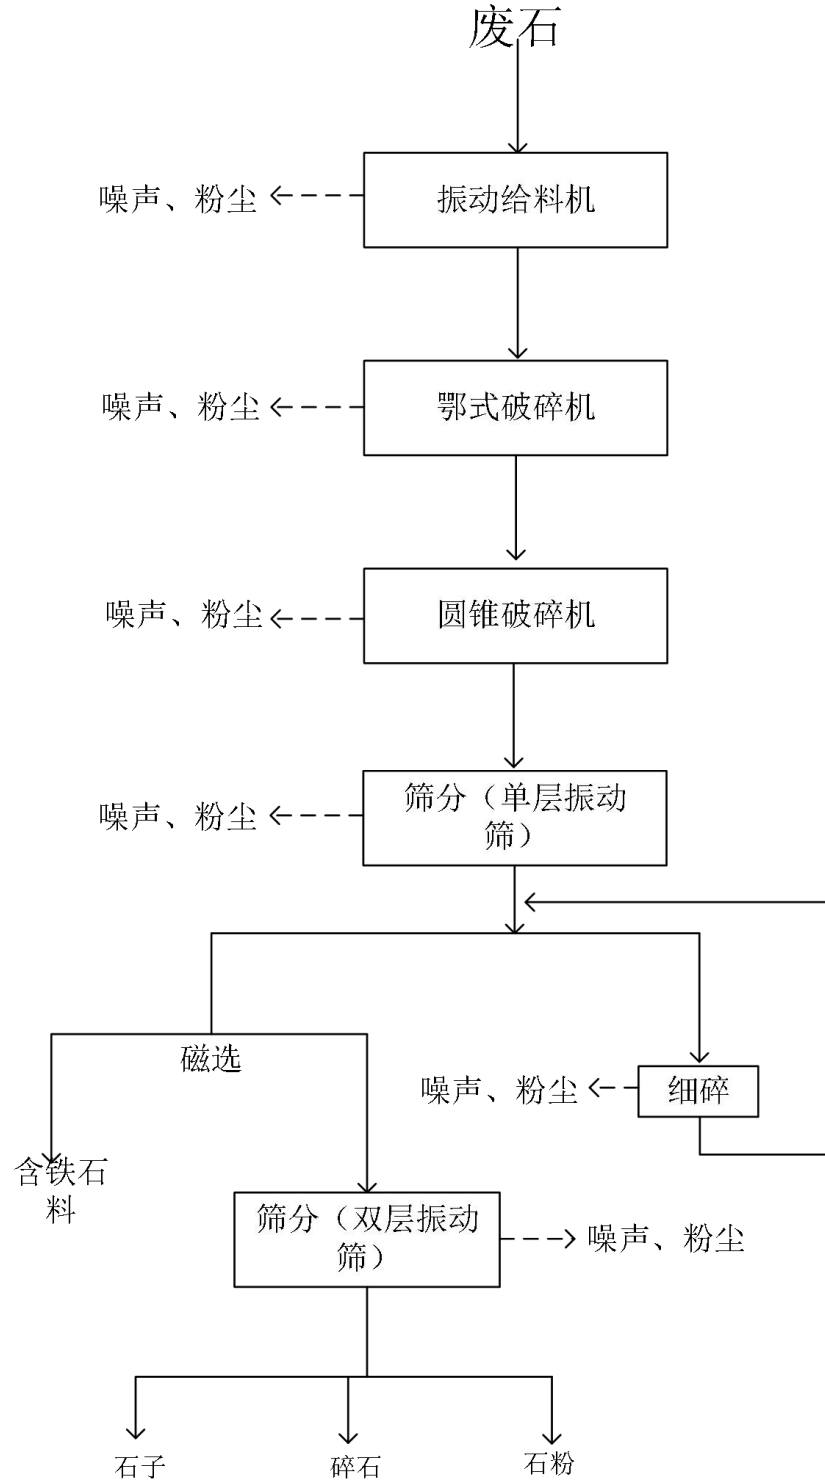 废石
噪声、粉尘
振动给料机
噪声、粉尘
鄂式破碎机
噪声、粉尘
圆锥破碎机
噪声、粉尘
筛分（单层振动
筛）
磁选
噪声、粉尘
细碎
含铁石
料
筛分（双层振动
筛）
噪声、粉尘
石子
碎石
石粉